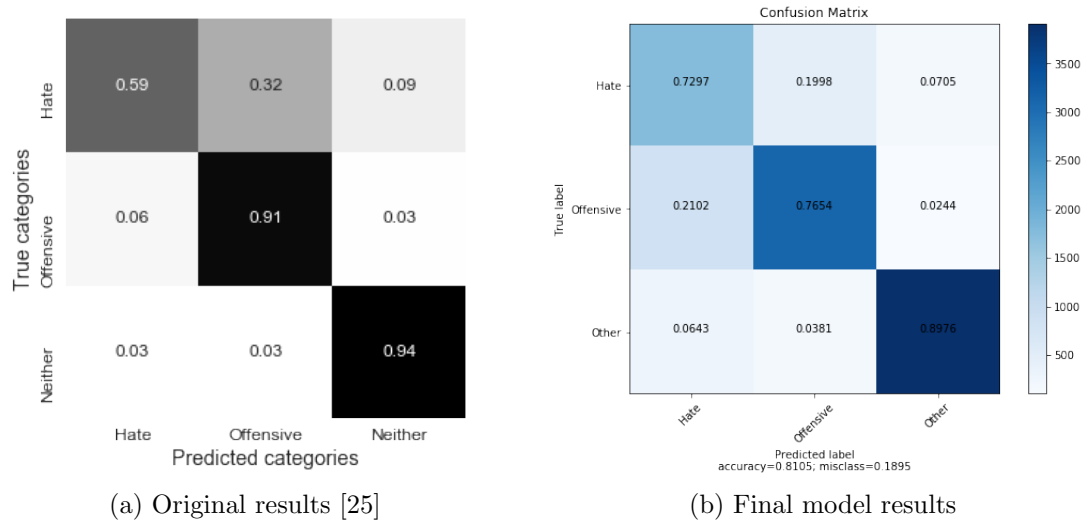 True categories
Hate
Offensive
Neither
0.59 0.32 0.09
0.06 0.91 0.03
0.03 0.03 0.94
Hate Offensive Neither
Predicted categories
(a) Original results [25]
Confusion Matrix
True label
Hate 0.7297 0.1998 0.0705
Offensive 0.2102 0.7654 0.0244
Other 0.0643 0.0381 0.8976
Hate Offensive Other
Predicted label
accuracy=0.8105; misclass=0.1895
3500
3000
2500
2000
1500
1000
500
(b) Final model results